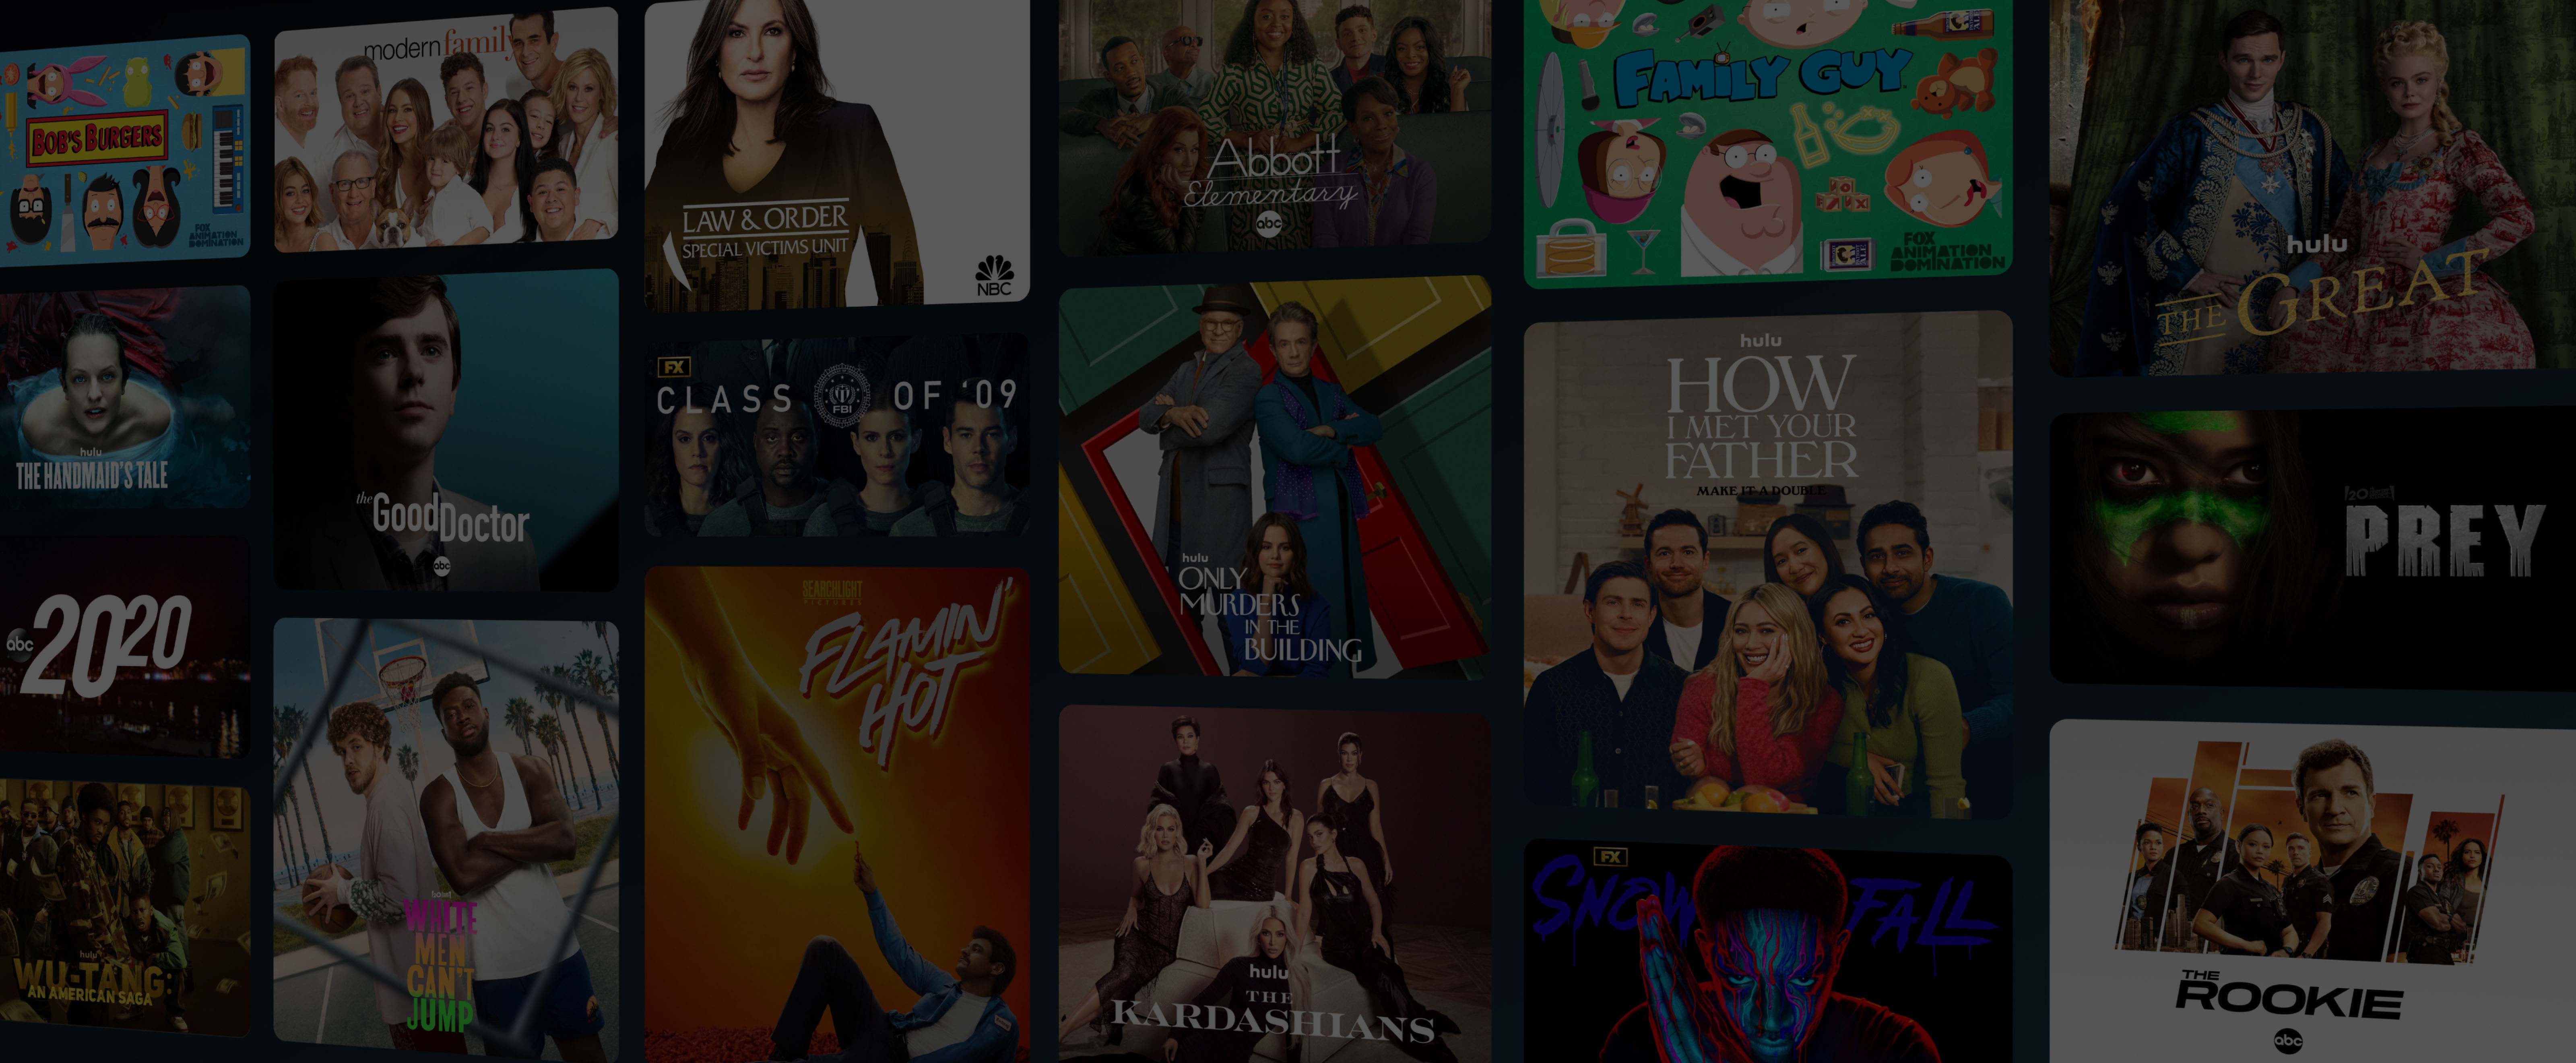 BOB'S BURGERS
FOX
ANIMATION
DOMINATION
hulu
THE HANDMAID'S TALE
abc 2020
hulu
WU-TANG:
AN AMERICAN SAGA
modern family
the
Good Doctor
abc
hulu
WHITE
MEN
CAN'T
JUMP
LAW & ORDER
SPECIAL VICTIMS UNIT
NBC
FX
CLASS OF '09
FBI
SEARCHLIGHT
PICTURES
FLAMIN'
HOT
Abbott
Elementary
abc
hulu
ONLY
MURDERS
IN THE
BUILDING
hulu
THE
KARDASHIANS
FAMILY GUY
FOX
ANIMATION
DOMINATION
hulu
HOW
I MET YOUR
FATHER
MAKE IT A DOUBLE
FX
SNOWFALL
hulu
THE GREAT
20
PREY
THE
ROOKIE
abc